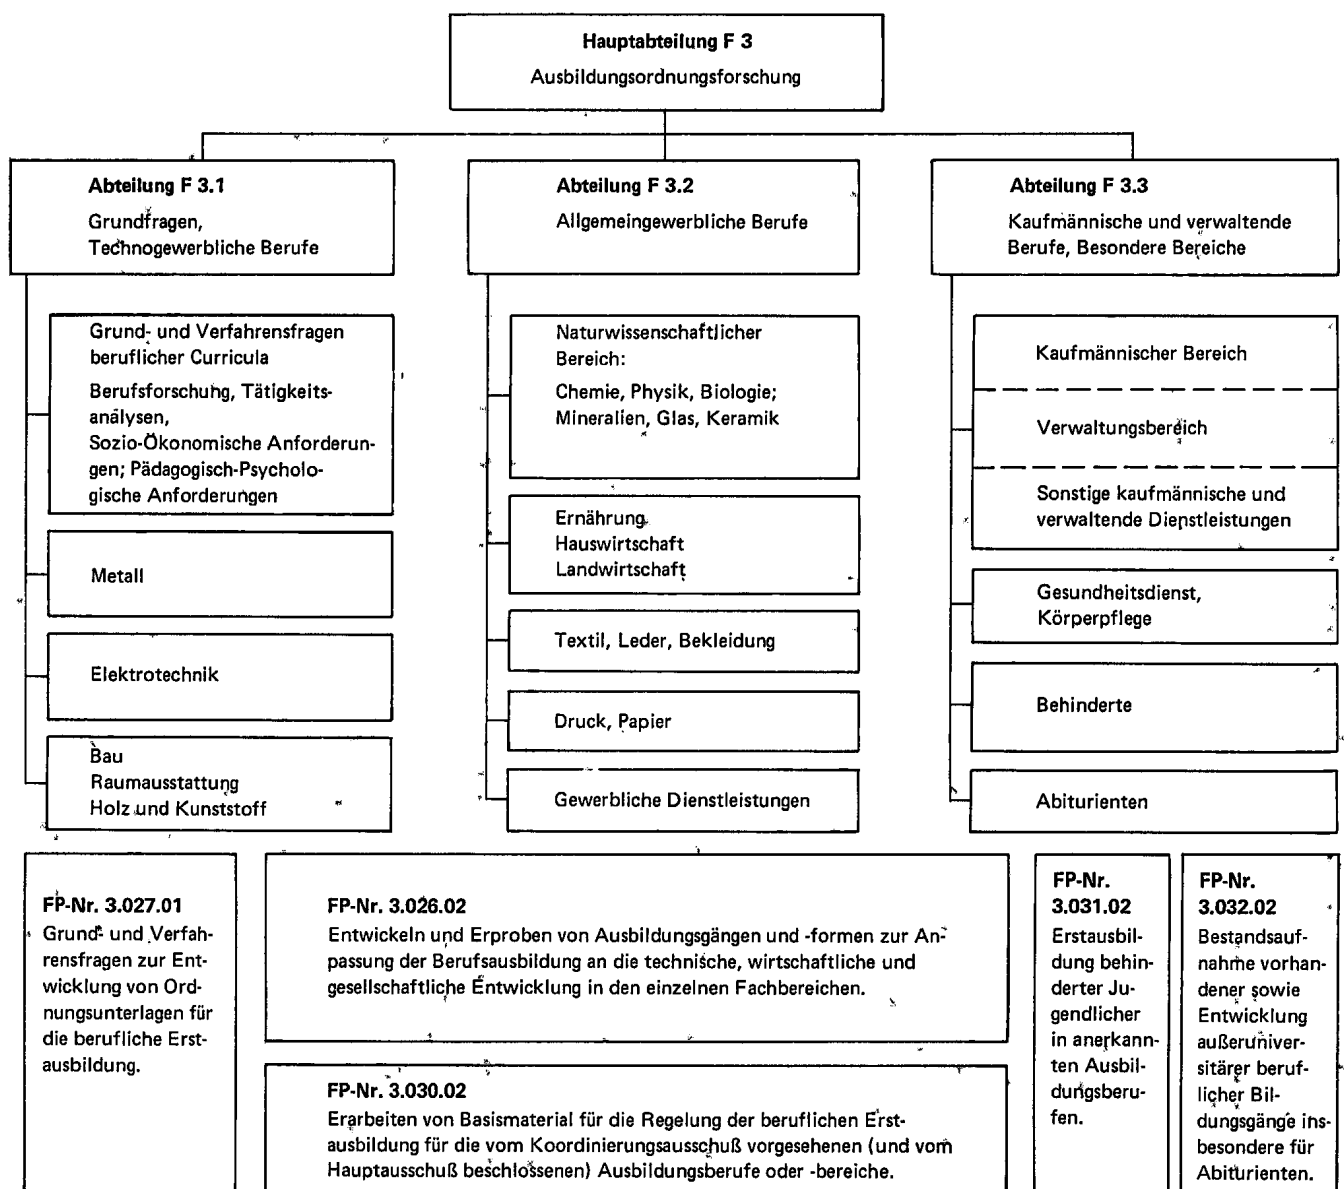 Hauptabteilung F 3
Ausbildungsordnungsforschung
Abteilung F 3.1
Grundfragen,
Technogewerbliche Berufe
Grund- und Verfahrensfragen
beruflicher Curricula
Berufsforschung, Tätigkeits-
analysen,
Sozio-Ökonomische Anforderun-
gen; Pädagogisch-Psycholo-
gische Anforderungen
Metall
Elektrotechnik
Bau
Raumausstattung
Holz und Kunststoff
Abteilung F 3.2
Allgemeingewerbliche Berufe
Naturwissenschaftlicher
Bereich:
Chemie, Physik, Biologie;
Mineralien, Glas, Keramik
Ernährung
Hauswirtschaft
Landwirtschaft
Textil, Leder, Bekleidung
Druck, Papier
Gewerbliche Dienstleistungen
Abteilung F 3.3
Kaufmännische und verwaltende
Berufe, Besondere Bereiche
Kaufmännischer Bereich
Verwaltungsbereich
Sonstige kaufmännische und
verwaltende Dienstleistungen
Gesundheitsdienst,
Körperpflege
Behinderte
Abiturienten
FP-Nr. 3.027.01
Grund- und Verfah-
rensfragen zur Ent-
wicklung von Ord-
nungsunterlagen für
die berufliche Erst-
ausbildung.
FP-Nr. 3.026.02
Entwickeln und Erproben von Ausbildungsgängen und -formen zur An-
passung der Berufsausbildung an die technische, wirtschaftliche und
gesellschaftliche Entwicklung in den einzelnen Fachbereichen.
FP-Nr. 3.030.02
Erarbeiten von Basismaterial für die Regelung der beruflichen Erst-
ausbildung für die vom Koordinierungsausschuß vorgesehenen (und vom
Hauptausschuß beschlossenen) Ausbildungsberufe oder -bereiche.
FP-Nr.
3.031.02
Erstausbil-
dung behin-
derter Ju-
gendlicher
in anerkann-
ten Ausbil-
dungsberu-
fen.
FP-Nr.
3.032.02
Bestandsauf-
nahme vorhan-
dener sowie
Entwicklung
außeruniver-
sitärer beruf-
licher Bil-
dungsgänge ins-
besondere für
Abiturienten.